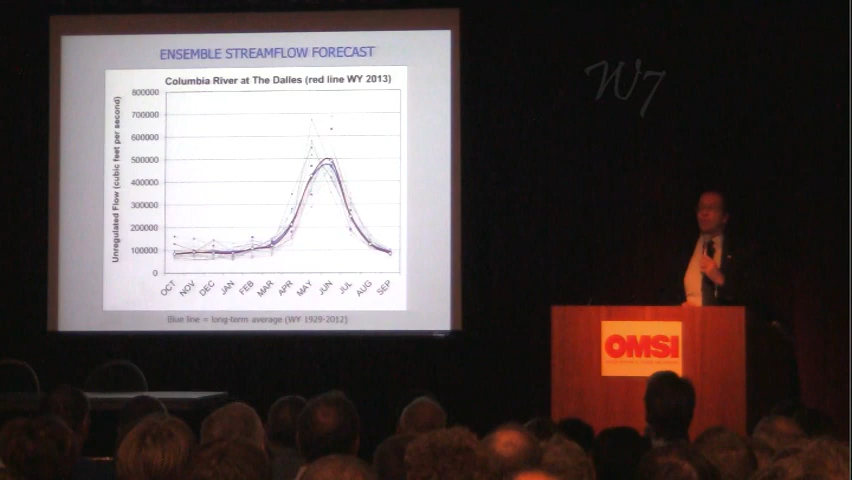 ENSEMBLE STREAMFLOW FORECAST
Columbia River at The Dalles (red line WY 2013)
Unregulated Flow (cubic feet per second)
800000
700000
600000
500000
400000
300000
200000
100000
0
OCT NOV DEC JAN FEB MAR APR MAY JUN JUL AUG SEP
Blue line = long-term average (WY 1929-2012)
W7
OMSI